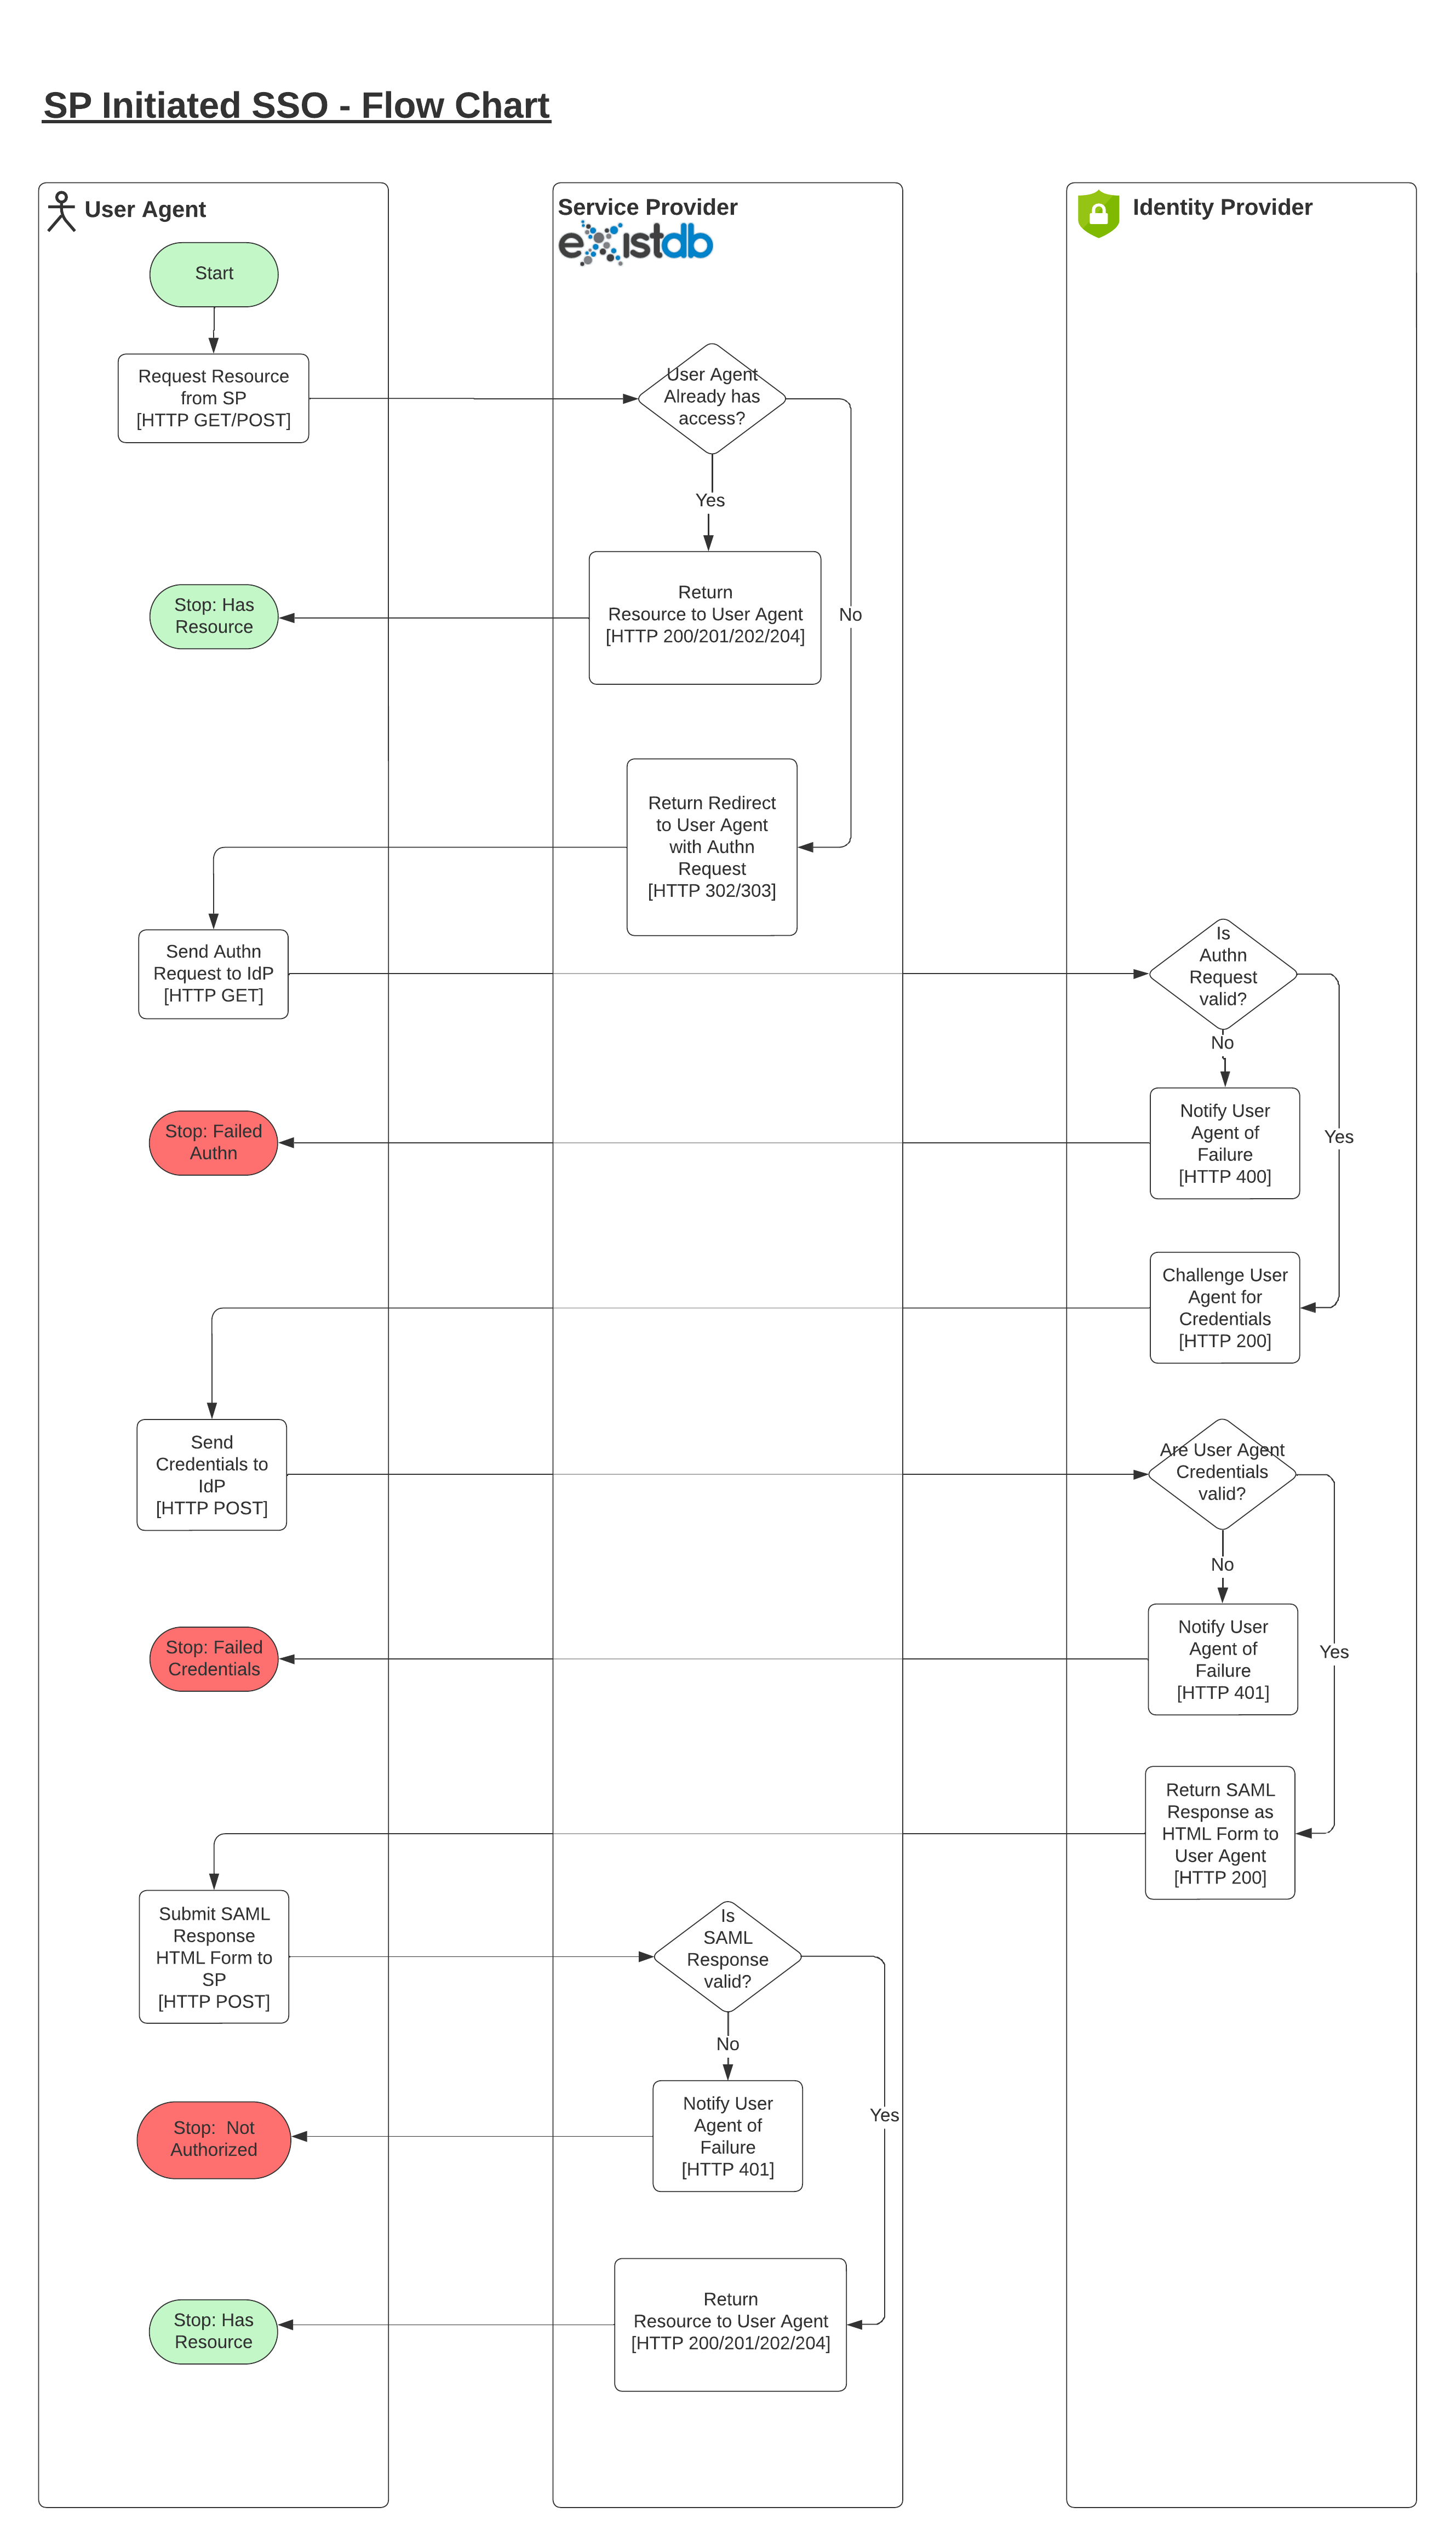 SP Initiated SSO - Flow Chart
User Agent
Service Provider
existdb
Identity Provider
Start
Request Resource
from SP
[HTTP GET/POST]
User Agent
Already has
access?
Yes
No
Return
Resource to User Agent
[HTTP 200/201/202/204]
Stop: Has
Resource
Return Redirect
to User Agent
with Authn
Request
[HTTP 302/303]
Send Authn
Request to IdP
[HTTP GET]
Is
Authn
Request
valid?
No
Yes
Notify User
Agent of
Failure
[HTTP 400]
Stop: Failed
Authn
Challenge User
Agent for
Credentials
[HTTP 200]
Send
Credentials to
IdP
[HTTP POST]
Are User Agent
Credentials
valid?
No
Yes
Notify User
Agent of
Failure
[HTTP 401]
Stop: Failed
Credentials
Return SAML
Response as
HTML Form to
User Agent
[HTTP 200]
Submit SAML
Response
HTML Form to
SP
[HTTP POST]
Is
SAML
Response
valid?
No
Yes
Notify User
Agent of
Failure
[HTTP 401]
Stop:  Not
Authorized
Return
Resource to User Agent
[HTTP 200/201/202/204]
Stop: Has
Resource